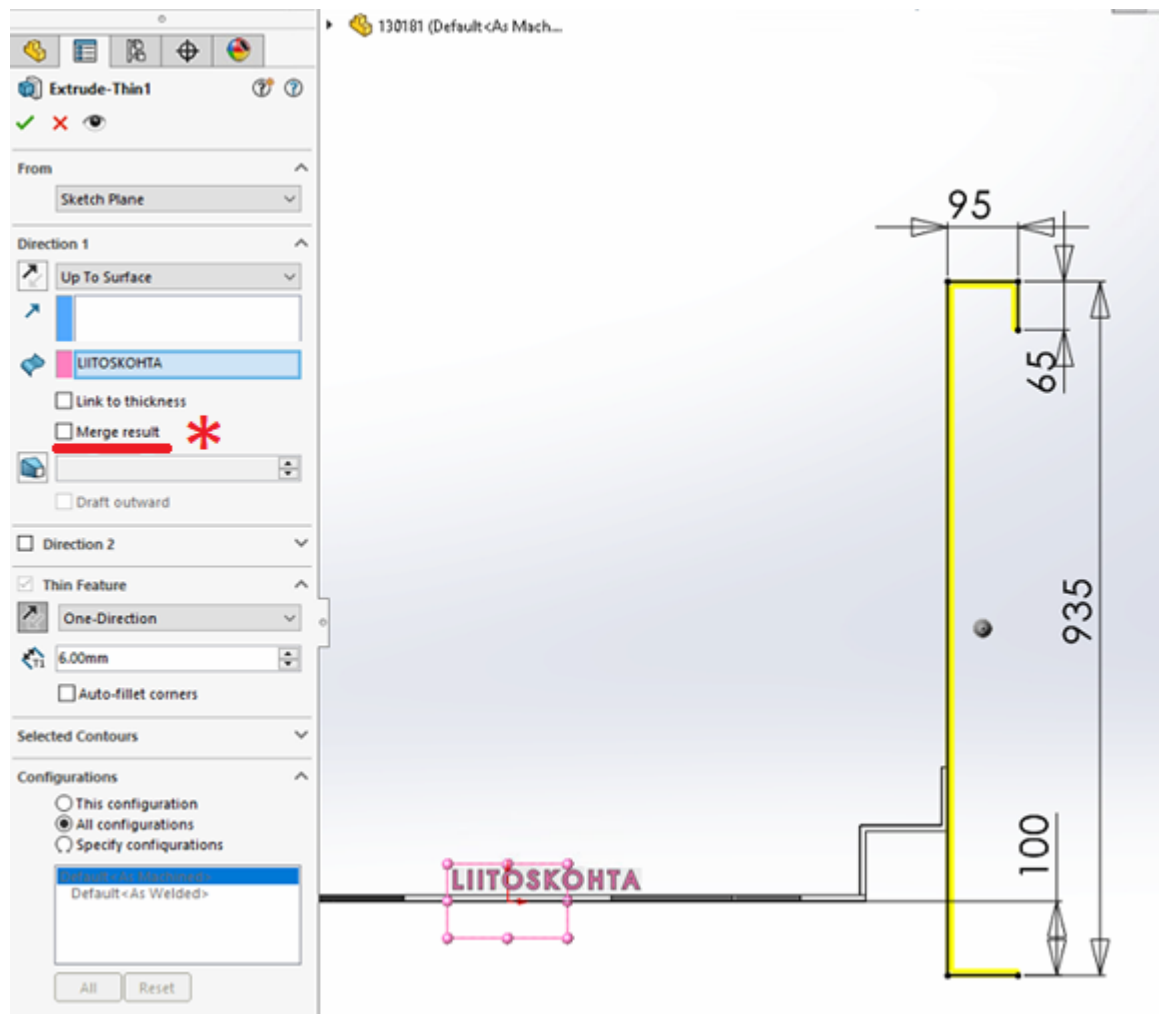 130181 (Default<As Mach...
Extrude-Thin1
From
Sketch Plane
Direction 1
Up To Surface
LIITOSKOHTA
Link to thickness
Merge result *
Draft outward
Direction 2
Thin Feature
One-Direction
T1
6.00mm
Auto-fillet corners
Selected Contours
Configurations
This configuration
All configurations
Specify configurations
Default<As Machined>
Default<As Welded>
All Reset
95
65
935
100
LIITOSKOHTA